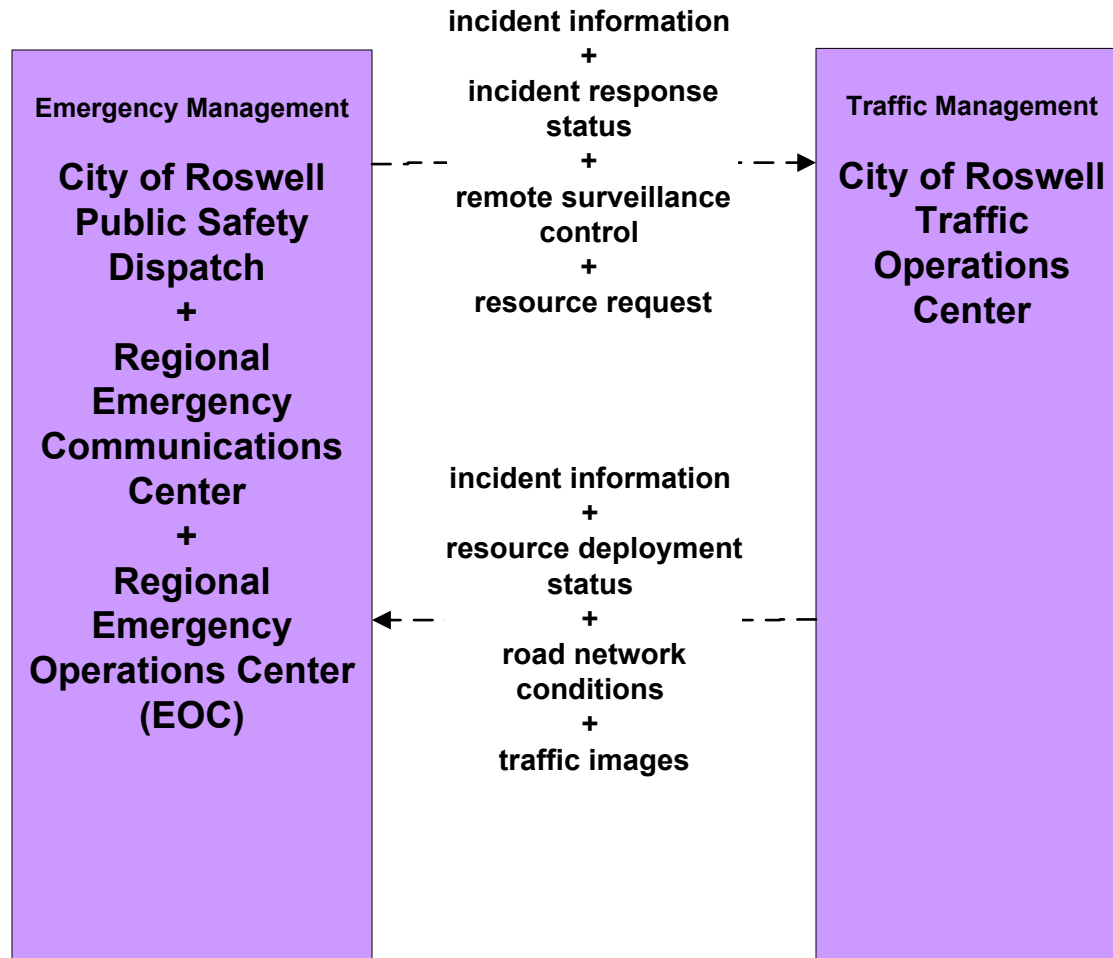 Emergency Management
City of Roswell
Public Safety
Dispatch
+
Regional
Emergency
Communications
Center
+
Regional
Emergency
Operations Center
(EOC)
incident information
+
incident response
status
+
remote surveillance
control
+
resource request
incident information
+
resource deployment
status
+
road network
conditions
+
traffic images
Traffic Management
City of Roswell
Traffic
Operations
Center